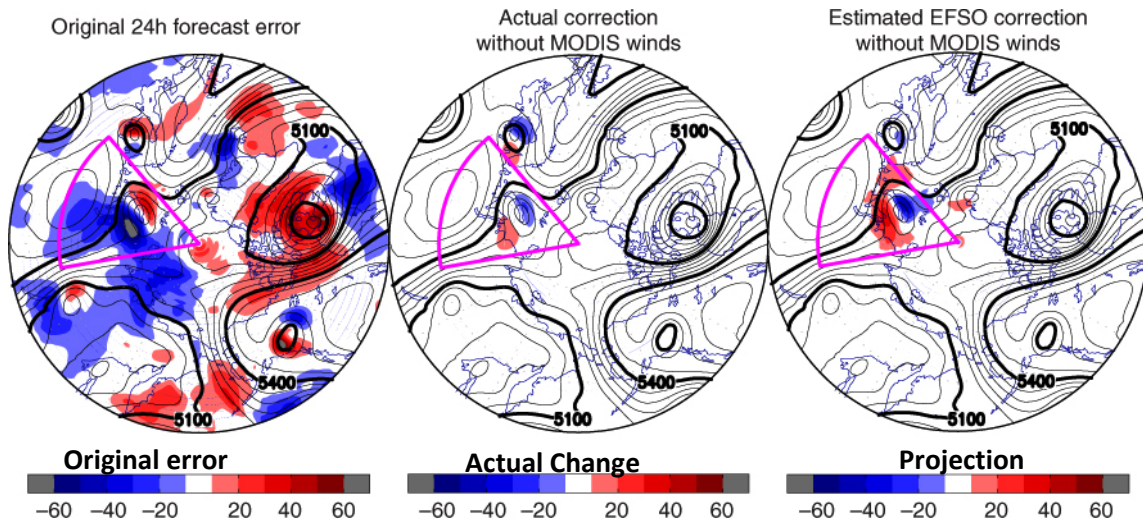 Original 24h forecast error
Actual correction
without MODIS winds
Estimated EFSO correction
without MODIS winds
5100
5400
5100
5100
5400
5100
5100
5400
5100
Original error
−60 −40 −20 20 40 60
Actual Change
−60 −40 −20 20 40 60
Projection
−60 −40 −20 20 40 60